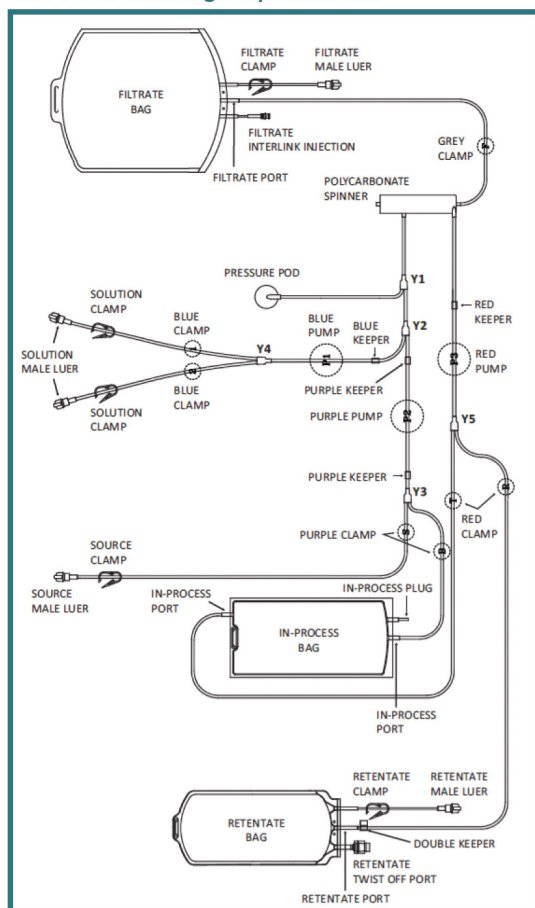 FILTRATE
CLAMP
FILTRATE
MALE LUER
FILTRATE
BAG
FILTRATE
INTERLINK INJECTION
FILTRATE PORT
GREY
CLAMP
F
POLYCARBONATE
SPINNER
Y1
PRESSURE POD
SOLUTION
CLAMP
BLUE
CLAMP
1
BLUE
PUMP
BLUE
KEEPER
Y2
RED
KEEPER
SOLUTION
MALE LUER
Y4
P1
P3
RED
PUMP
2
BLUE
CLAMP
PURPLE KEEPER
SOLUTION
CLAMP
PURPLE PUMP
P2
Y5
PURPLE KEEPER
Y3
R
T
RED
CLAMP
PURPLE CLAMP
S
B
SOURCE
CLAMP
SOURCE
MALE LUER
IN-PROCESS
PORT
IN-PROCESS PLUG
IN-PROCESS
BAG
IN-PROCESS
PORT
RETENTATE
CLAMP
RETENTATE
MALE LUER
RETENTATE
BAG
DOUBLE KEEPER
RETENTATE
TWIST OFF PORT
RETENTATE PORT